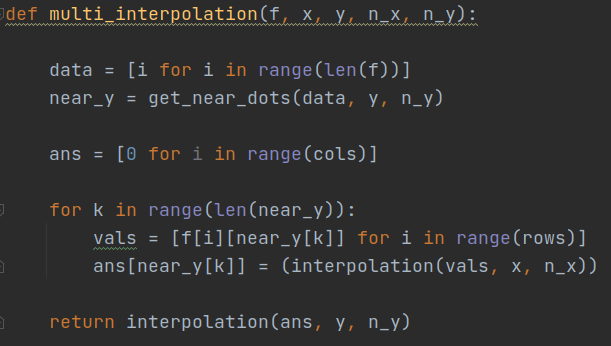 def multi_interpolation(f, x, y, n_x, n_y):
    data = [i for i in range(len(f))]
    near_y = get_near_dots(data, y, n_y)
    ans = [0 for i in range(cols)]
    for k in range(len(near_y)):
        vals = [f[i][near_y[k]] for i in range(rows)]
        ans[near_y[k]] = (interpolation(vals, x, n_x))
    return interpolation(ans, y, n_y)